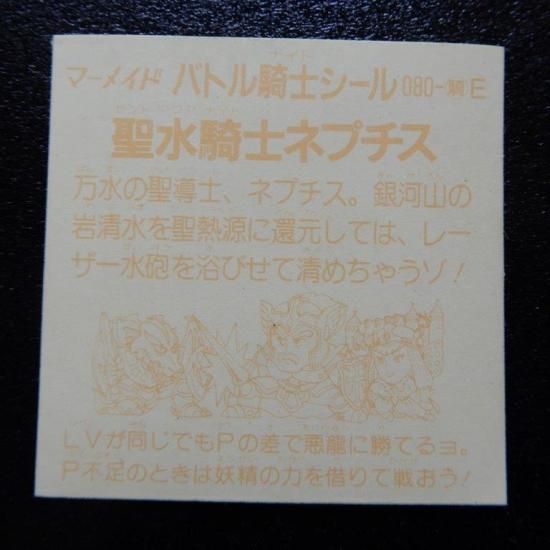 マーメイド バトル騎士シール 080-騎E
聖水騎士ネプチス
万水の聖導士、ネプチス。銀河山の
岩清水を聖熱源に還元しては、レー
ザー水砲を浴びせて清めちゃうゾ!
LVが同じでもPの差で悪龍に勝てるヨ。
P不足のときは妖精の力を借りて戦おう!